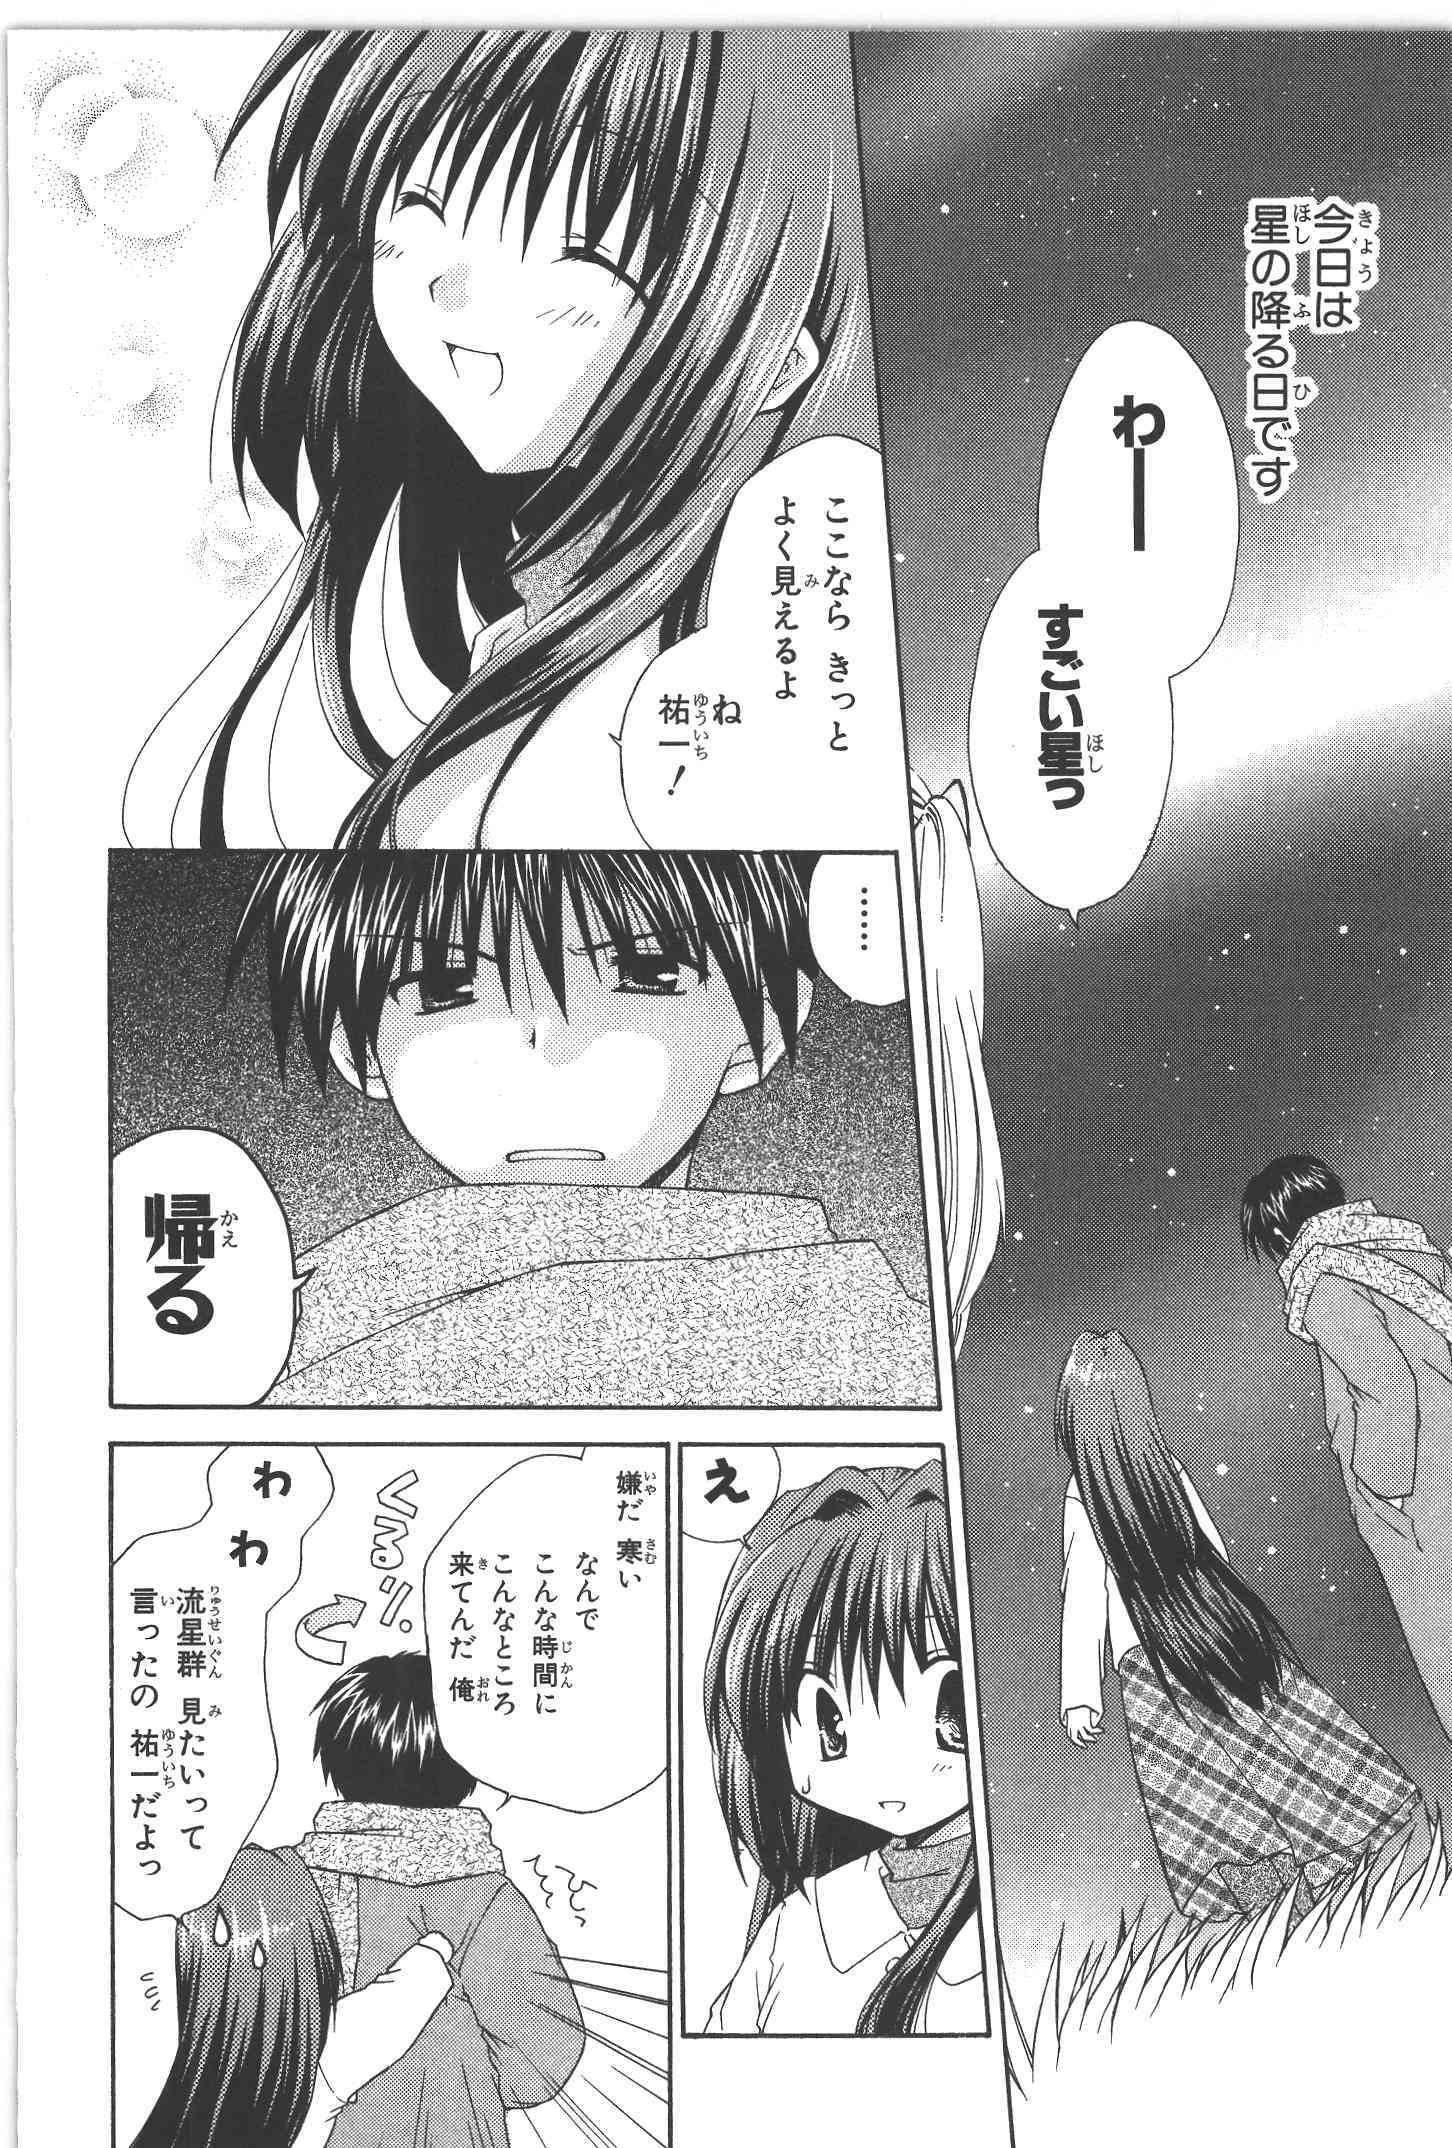 今日は
星の降る日です
わー
すごい星っ
ここなら きっと
よく見えるよ
ね
祐一!
……
帰る
え
嫌だ 寒い
なんで
こんな時間に
こんなところ
来てんだ 俺
くるり
わ
わ
流星群 見たいって
言ったの 祐一だよっ